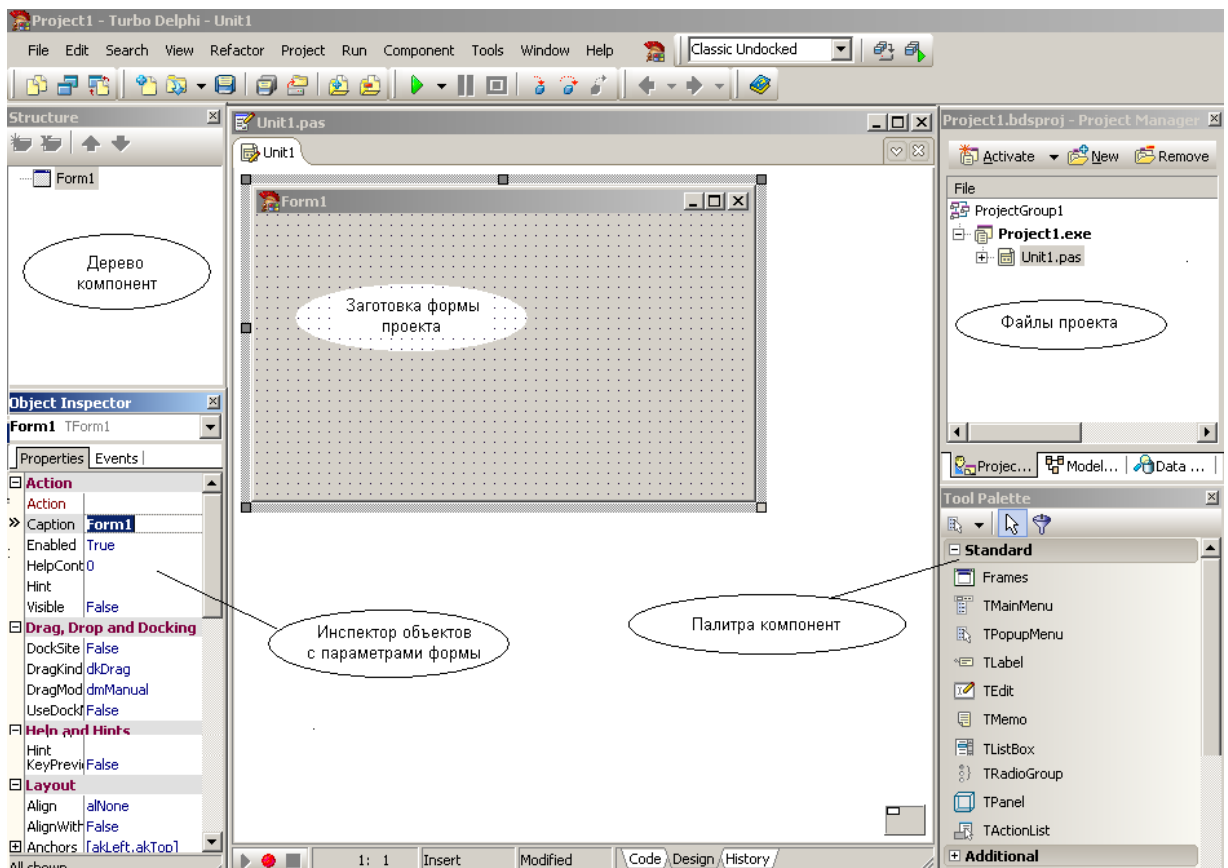 Project1 - Turbo Delphi - Unit1
File Edit Search View Refactor Project Run Component Tools Window Help
Classic Undocked
Structure
Form1
Дерево
компонент
Unit1.pas
Unit1
Form1
Заготовка формы
проекта
Project1.bdsproj - Project Manager
Activate New Remove
File
ProjectGroup1
Project1.exe
Unit1.pas
Файлы проекта
Projec... Model... Data ...
Object Inspector
Form1 TForm1
Properties Events
Action
Action
Caption Form1
Enabled True
HelpCont 0
Hint
Visible False
Drag, Drop and Docking
DockSite False
DragKind dkDrag
DragMod dmManual
UseDockM False
Help and Hints
Hint
KeyPrevi False
Layout
Align alNone
AlignWith False
Anchors [akLeft,akTop]
All shown
Инспектор объектов
с параметрами формы
Палитра компонент
Tool Palette
Standard
Frames
TMainMenu
TPopupMenu
TLabel
TEdit
TMemo
TListBox
TRadioGroup
TPanel
TActionList
Additional
1: 1 Insert Modified Code Design History